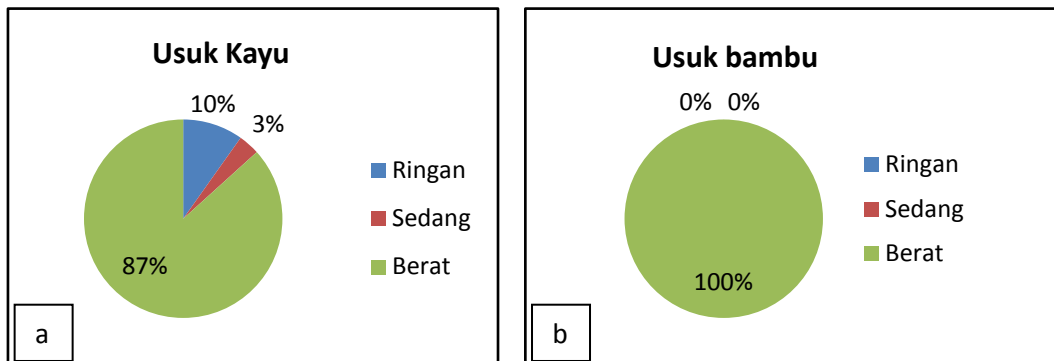 Usuk Kayu
10%
3%
87%
Ringan
Sedang
Berat
a
Usuk bambu
0% 0%
100%
Ringan
Sedang
Berat
b